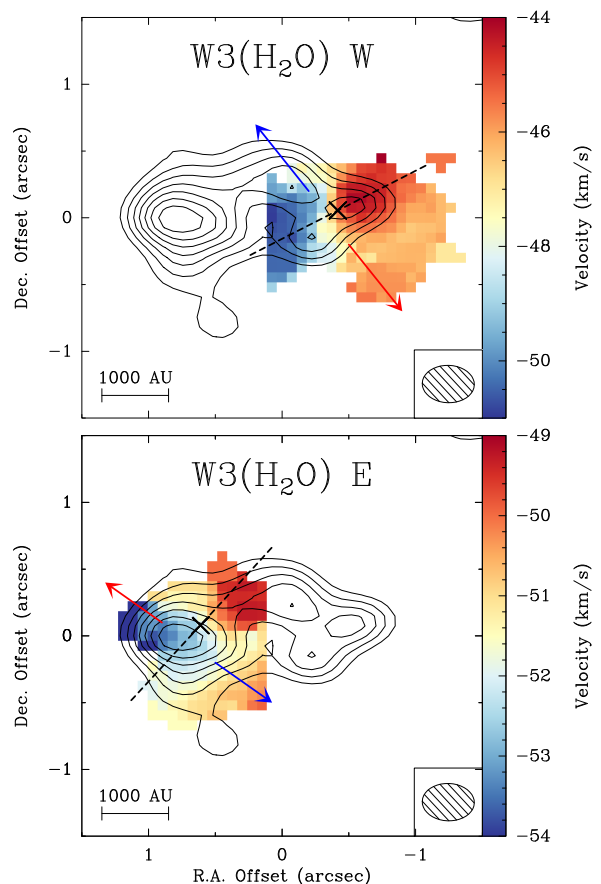 W3(H₂O) W
1
0
−1
Dec. Offset (arcsec)
1000 AU
−44
−46
−48
−50
Velocity (km/s)
W3(H₂O) E
1
0
−1
Dec. Offset (arcsec)
1000 AU
−49
−50
−51
−52
−53
−54
Velocity (km/s)
1 0 −1
R.A. Offset (arcsec)